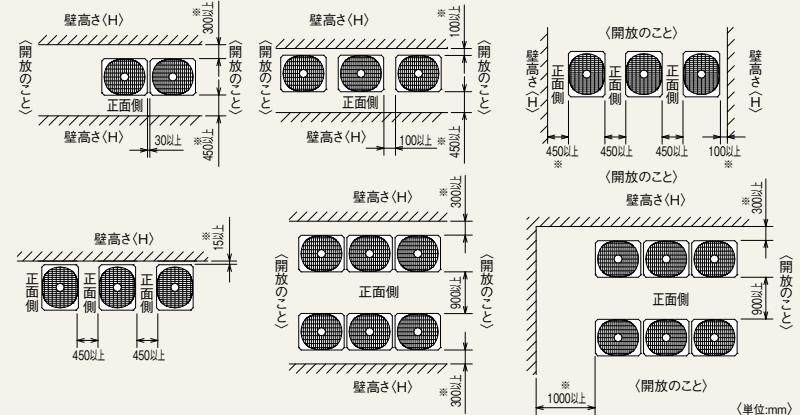 壁高さ〈H〉
※
300以上
〈開放のこと〉
〈開放のこと〉
正面側
壁高さ〈H〉
30以上
※
450以上
壁高さ〈H〉
※
100以上
〈開放のこと〉
〈開放のこと〉
正面側
壁高さ〈H〉
100以上
※
450以上
〈開放のこと〉
壁高さ〈H〉
正面側
正面側
正面側
壁高さ〈H〉
450以上
※
450以上
450以上
100以上
※
〈開放のこと〉
壁高さ〈H〉
※
15以上
正面側
正面側
正面側
450以上
450以上
壁高さ〈H〉
※
300以上
〈開放のこと〉
〈開放のこと〉
正面側
900以上
壁高さ〈H〉
※
300以上
壁高さ〈H〉
※
300以上
正面側
900以上
〈開放のこと〉
※
1000以上
〈開放のこと〉
〈単位:mm〉